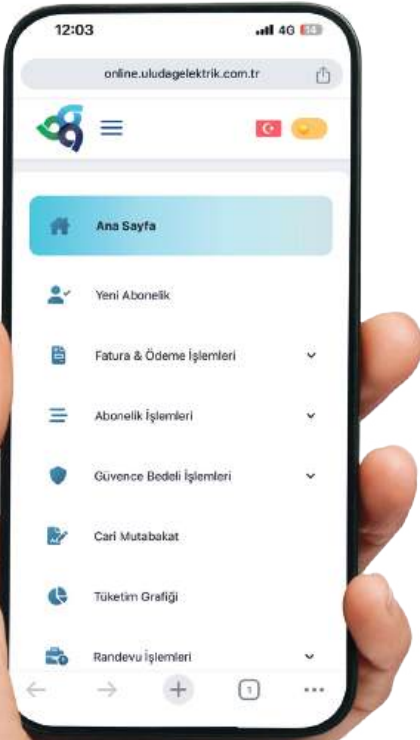 12:03
4G
online.uludagelektrik.com.tr
Ana Sayfa
Yeni Abonelik
Fatura & Ödeme İşlemleri
Abonelik İşlemleri
Güvence Bedeli İşlemleri
Cari Mutabakat
Tüketim Grafiği
Randevu İşlemleri
1